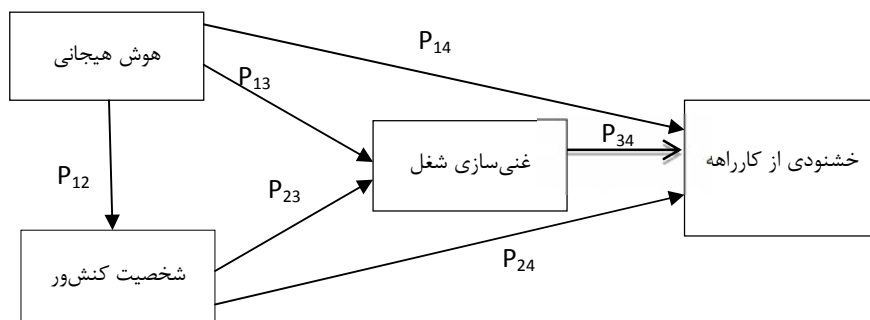 هوش هیجانی
P14
P13
غنی‌سازی شغل
P34
خشنودی از کارراهه
P12
P23
شخصیت کنش‌ور
P24